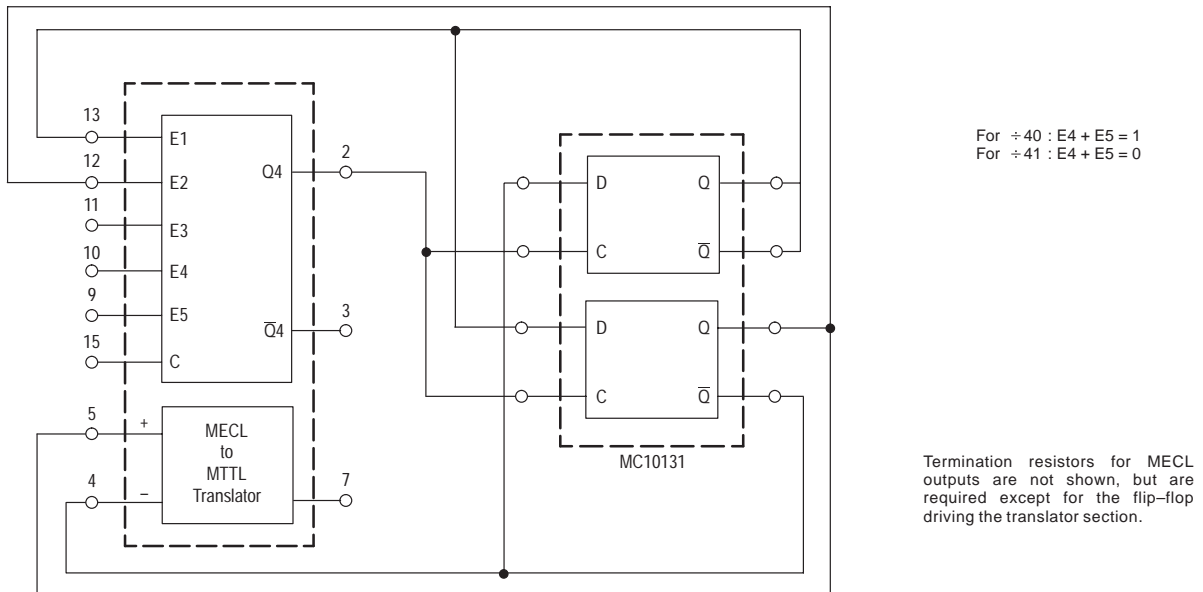 13
E1
12
E2
11
E3
10
E4
9
E5
15
C
Q4
2
Q̅4
3
5
+
4
–
MECL
to
MTTL
Translator
7
D
Q
C
Q̅
D
Q
C
Q̅
MC10131
For ÷40 : E4 + E5 = 1
For ÷41 : E4 + E5 = 0
Termination resistors for MECL
outputs are not shown, but are
required except for the flip–flop
driving the translator section.